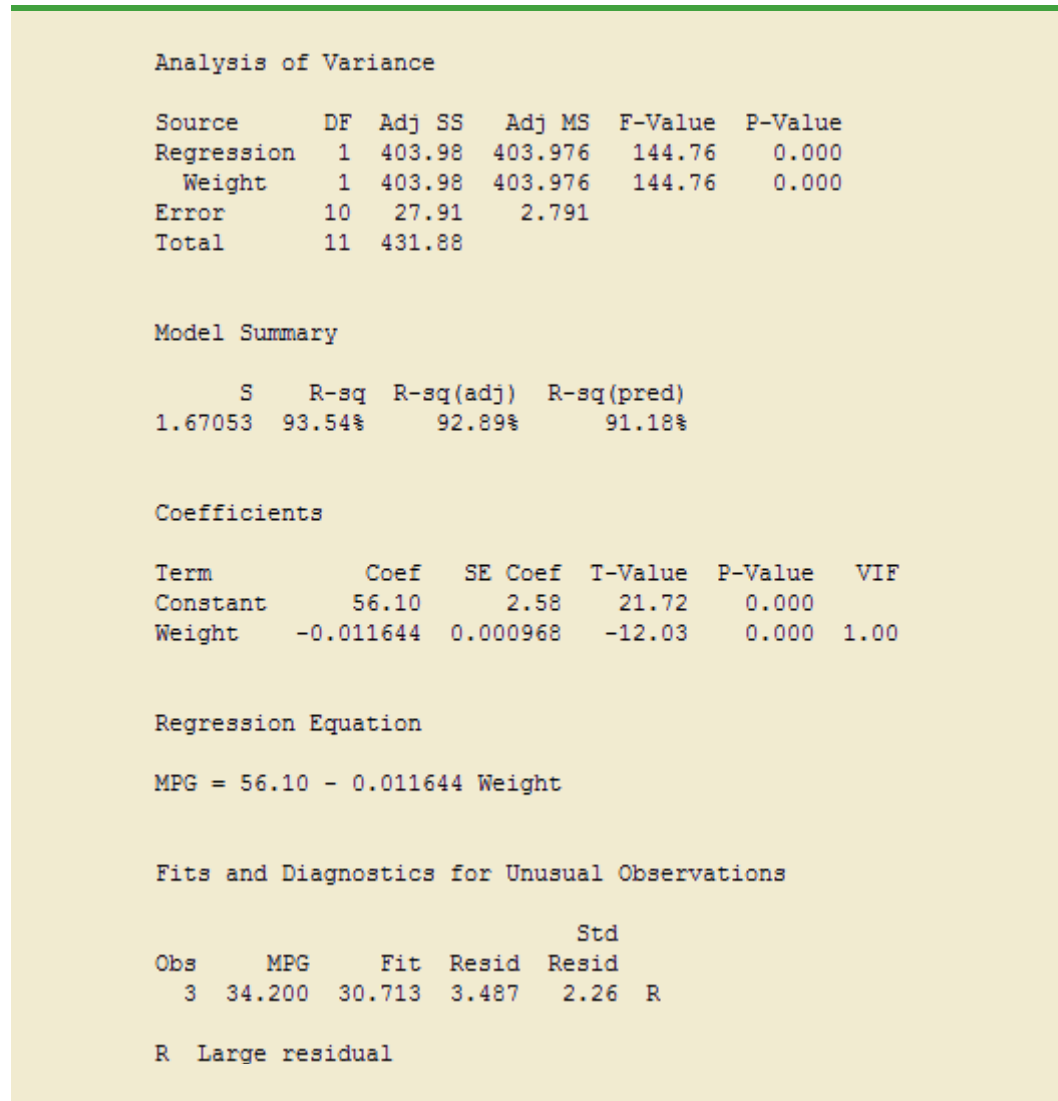 Analysis of Variance
Source DF Adj SS Adj MS F-Value P-Value
Regression 1 403.98 403.976 144.76 0.000
Weight 1 403.98 403.976 144.76 0.000
Error 10 27.91 2.791
Total 11 431.88
Model Summary
S R-sq R-sq(adj) R-sq(pred)
1.67053 93.54% 92.89% 91.18%
Coefficients
Term Coef SE Coef T-Value P-Value VIF
Constant 56.10 2.58 21.72 0.000
Weight -0.011644 0.000968 -12.03 0.000 1.00
Regression Equation
MPG = 56.10 - 0.011644 Weight
Fits and Diagnostics for Unusual Observations
Std
Obs MPG Fit Resid Resid
3 34.200 30.713 3.487 2.26 R
R Large residual